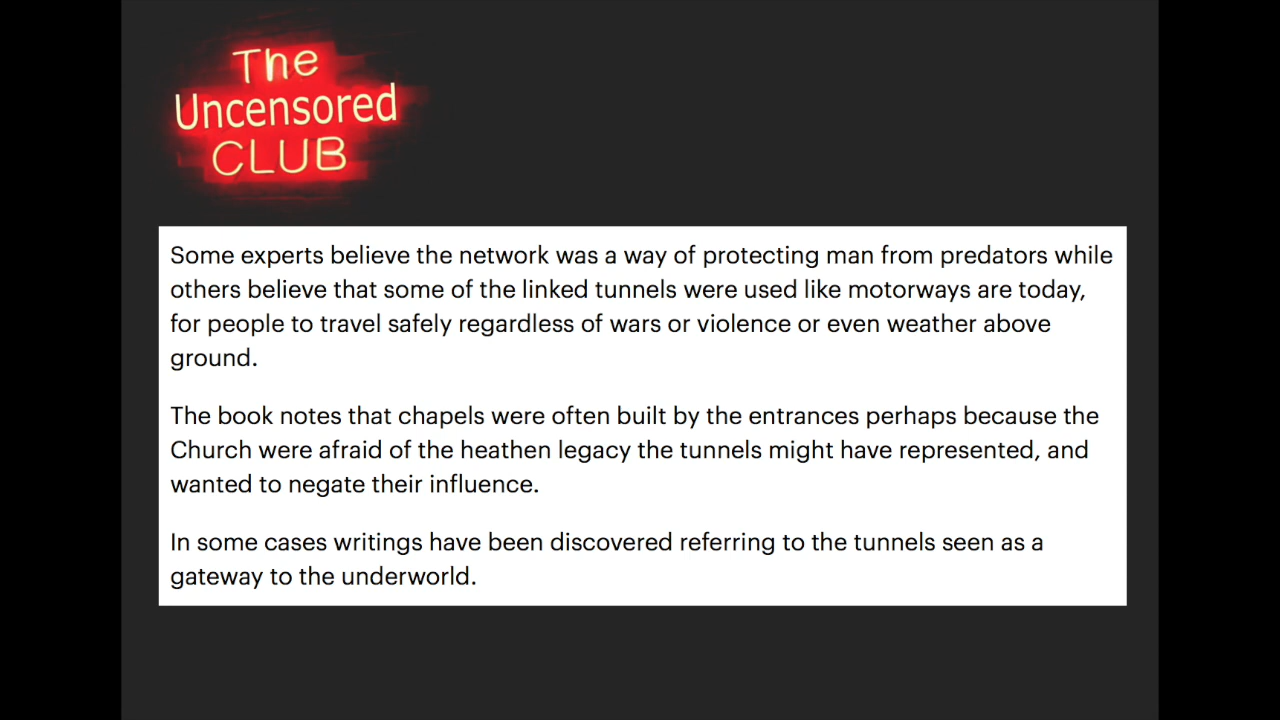 The
Uncensored
CLUB
Some experts believe the network was a way of protecting man from predators while
others believe that some of the linked tunnels were used like motorways are today,
for people to travel safely regardless of wars or violence or even weather above
ground.
The book notes that chapels were often built by the entrances perhaps because the
Church were afraid of the heathen legacy the tunnels might have represented, and
wanted to negate their influence.
In some cases writings have been discovered referring to the tunnels seen as a
gateway to the underworld.